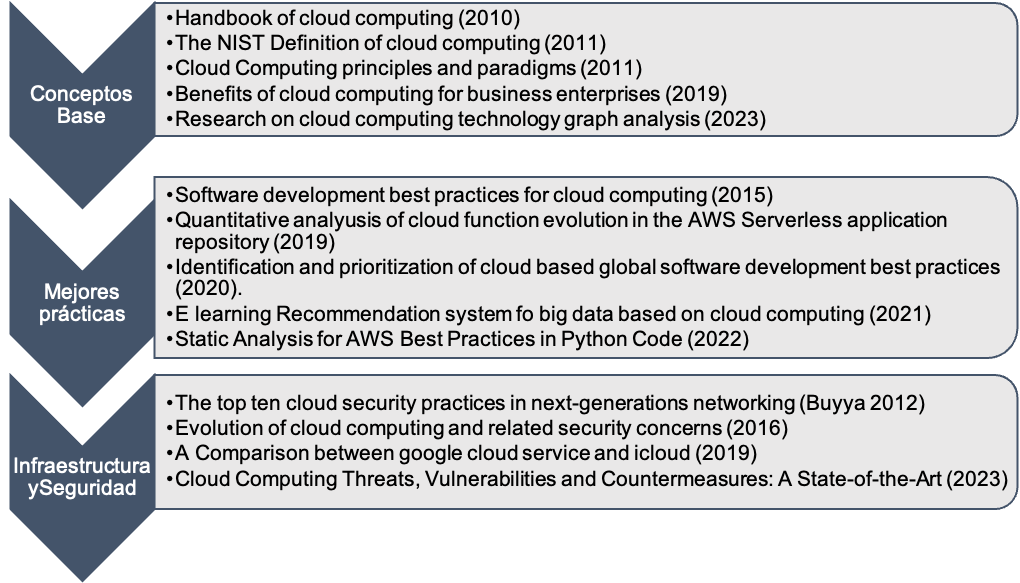 Conceptos
Base
•Handbook of cloud computing (2010)
•The NIST Definition of cloud computing (2011)
•Cloud Computing principles and paradigms (2011)
•Benefits of cloud computing for business enterprises (2019)
•Research on cloud computing technology graph analysis (2023)
Mejores
prácticas
•Software development best practices for cloud computing (2015)
•Quantitative analyusis of cloud function evolution in the AWS Serverless application
repository (2019)
•Identification and prioritization of cloud based global software development best practices
(2020).
•E learning Recommendation system fo big data based on cloud computing (2021)
•Static Analysis for AWS Best Practices in Python Code (2022)
Infraestructura
ySeguridad
•The top ten cloud security practices in next-generations networking (Buyya 2012)
•Evolution of cloud computing and related security concerns (2016)
•A Comparison between google cloud service and icloud (2019)
•Cloud Computing Threats, Vulnerabilities and Countermeasures: A State-of-the-Art (2023)